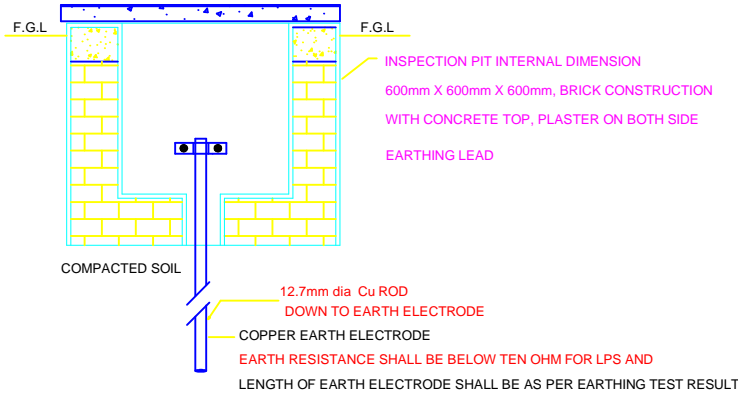 F.G.L
F.G.L
INSPECTION PIT INTERNAL DIMENSION
600mm X 600mm X 600mm, BRICK CONSTRUCTION
WITH CONCRETE TOP, PLASTER ON BOTH SIDE
EARTHING LEAD
COMPACTED SOIL
12.7mm dia Cu ROD
DOWN TO EARTH ELECTRODE
COPPER EARTH ELECTRODE
EARTH RESISTANCE SHALL BE BELOW TEN OHM FOR LPS AND
LENGTH OF EARTH ELECTRODE SHALL BE AS PER EARTHING TEST RESULT